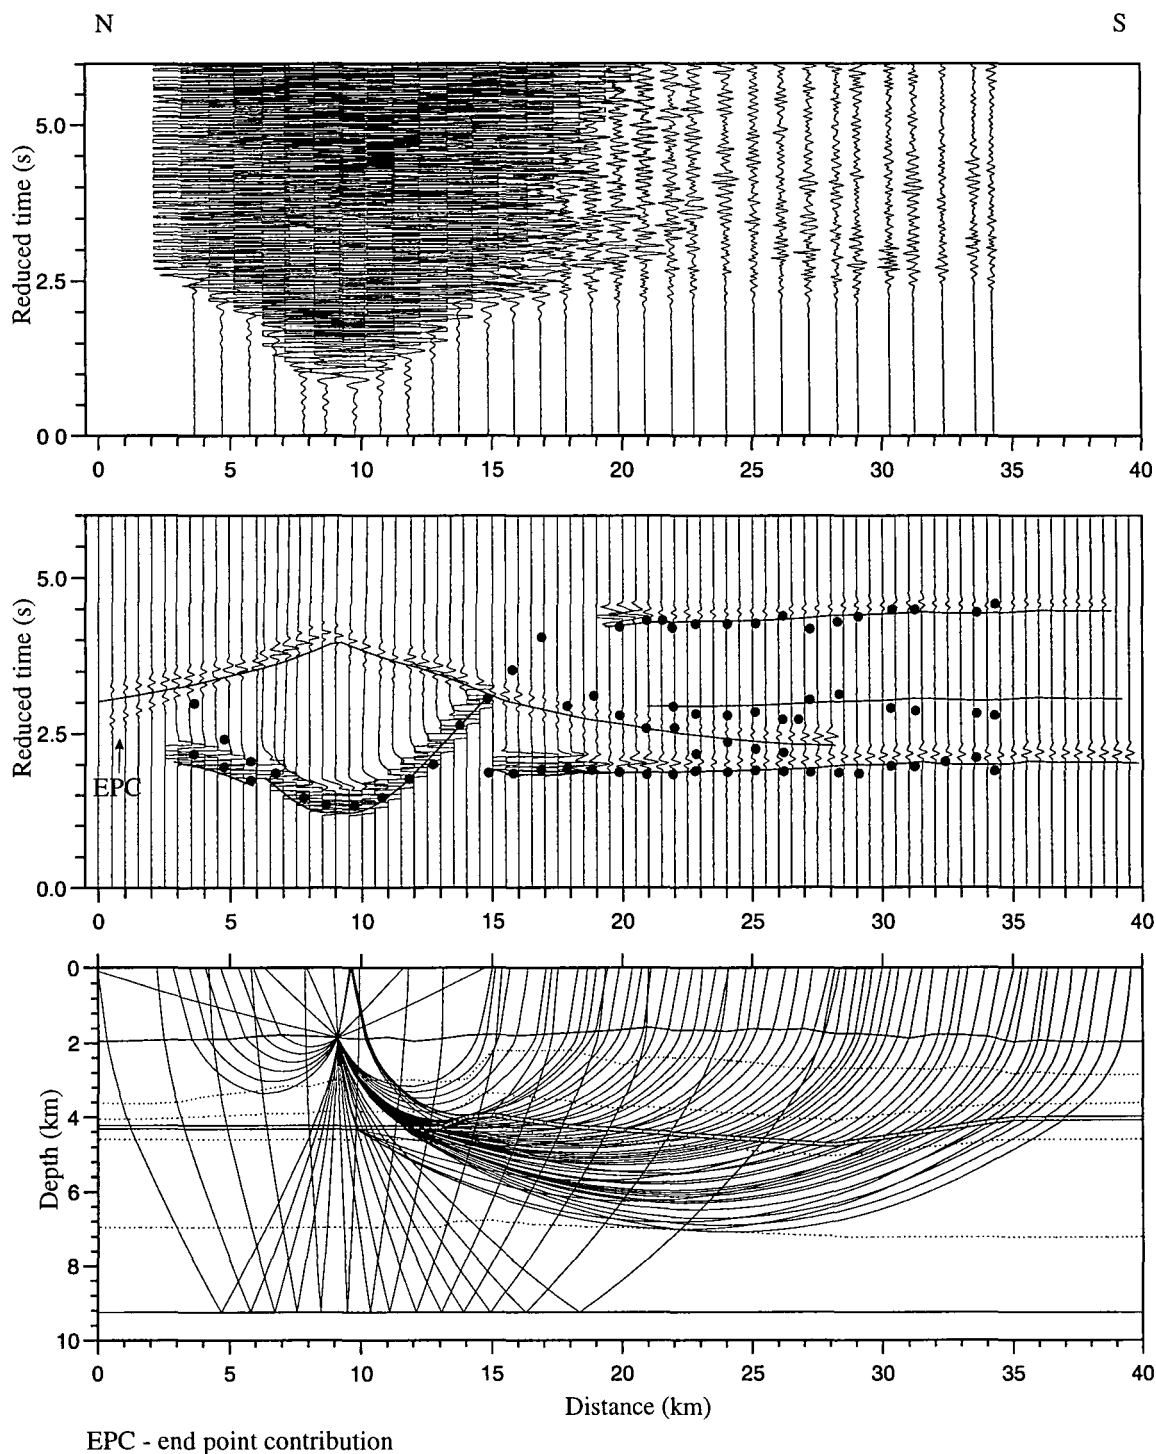 N S
Reduced time (s)
5.0
2.5
0 0
0 5 10 15 20 25 30 35 40
Reduced time (s)
5.0
2.5
0.0
EPC
0 5 10 15 20 25 30 35 40
Depth (km)
0
2
4
6
8
10
0 5 10 15 20 25 30 35 40
Distance (km)
EPC - end point contribution